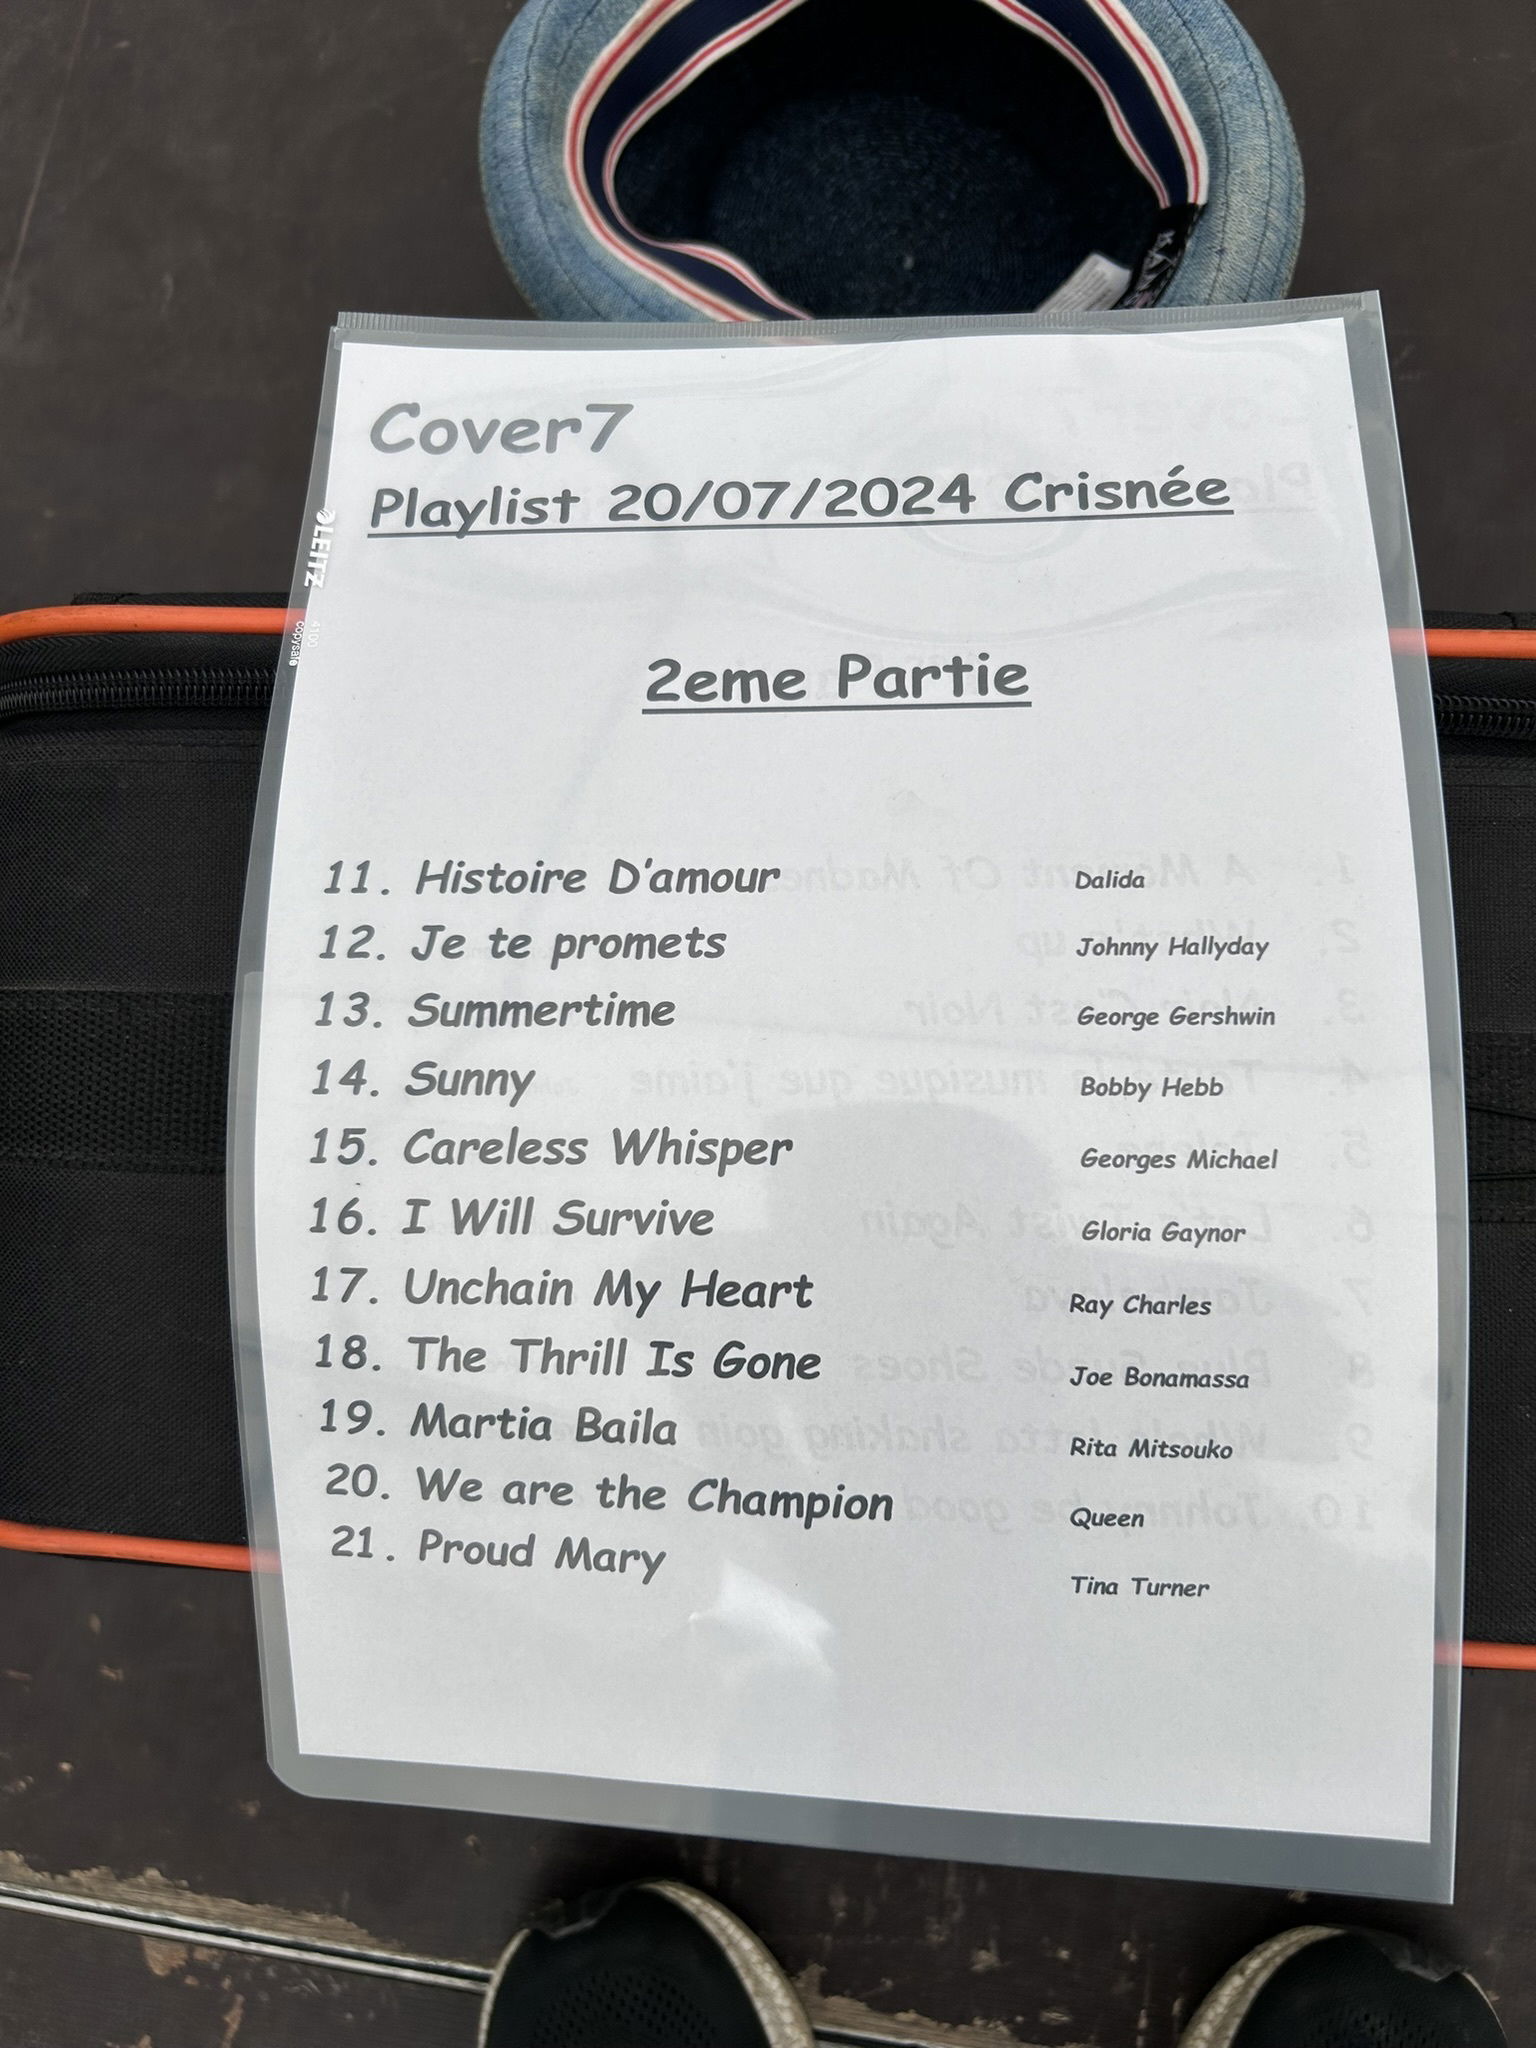 Cover7
Playlist 20/07/2024 Crisnée
LEITZ
4100
copysafe
2eme Partie
11. Histoire D'amour Dalida
12. Je te promets Johnny Hallyday
13. Summertime George Gershwin
14. Sunny Bobby Hebb
15. Careless Whisper Georges Michael
16. I Will Survive Gloria Gaynor
17. Unchain My Heart Ray Charles
18. The Thrill Is Gone Joe Bonamassa
19. Martia Baila Rita Mitsouko
20. We are the Champion Queen
21. Proud Mary Tina Turner